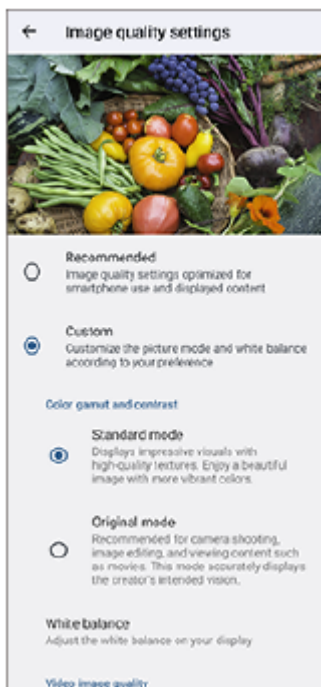 Image quality settings
Recommended
Image quality settings optimized for
smartphone use and displayed content
Custom
Customize the picture mode and white balance
according to your preference
Color gamut and contrast
Standard mode
Displays impressive visuals with
high-quality textures. Enjoy a beautiful
image with more vibrant colors.
Original mode
Recommended for camera shooting,
image editing, and viewing content such
as movies. This mode accurately displays
the creator's intended vision.
White balance
Adjust the white balance on your display
Video image quality